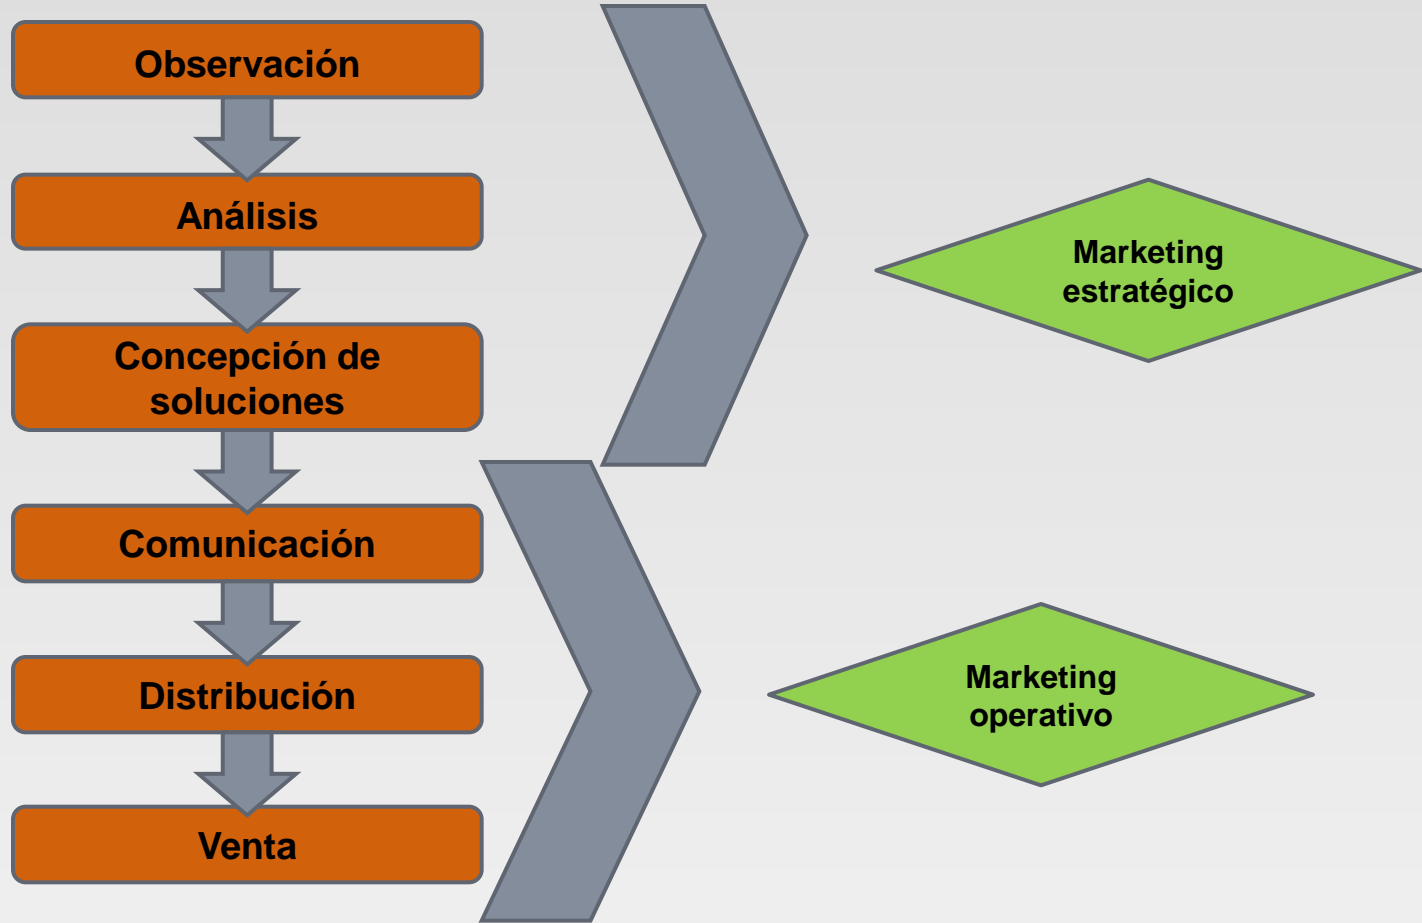 Observación
Análisis
Concepción de
soluciones
Comunicación
Distribución
Venta
Marketing
estratégico
Marketing
operativo